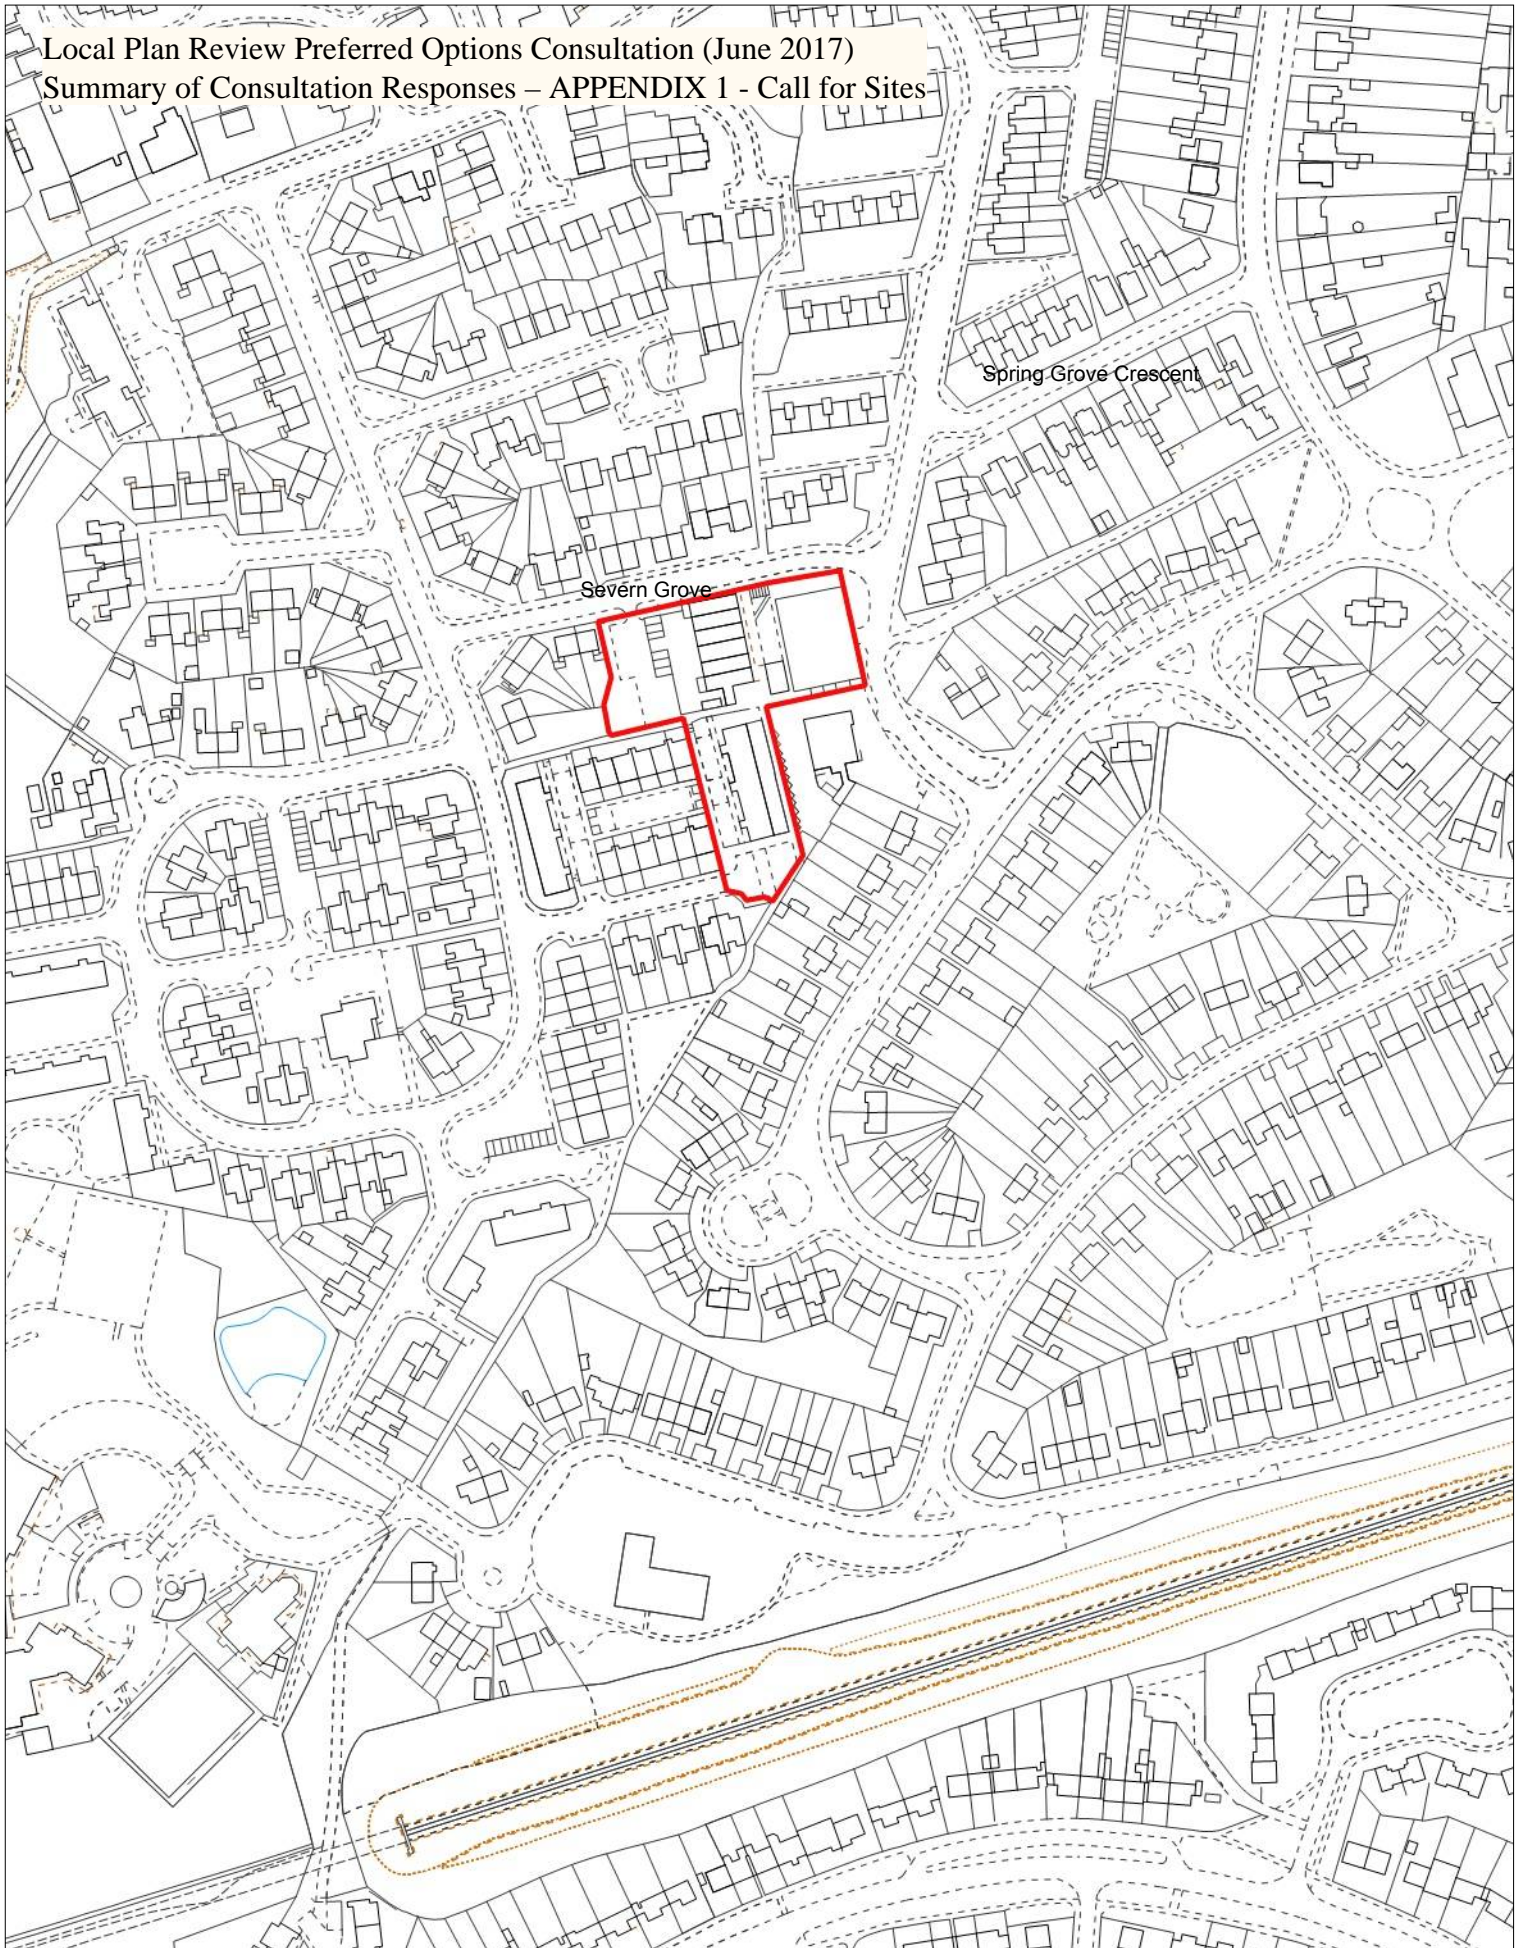 Local Plan Review Preferred Options Consultation (June 2017)
Summary of Consultation Responses – APPENDIX 1 - Call for Sites
Spring Grove Crescent
Severn Grove